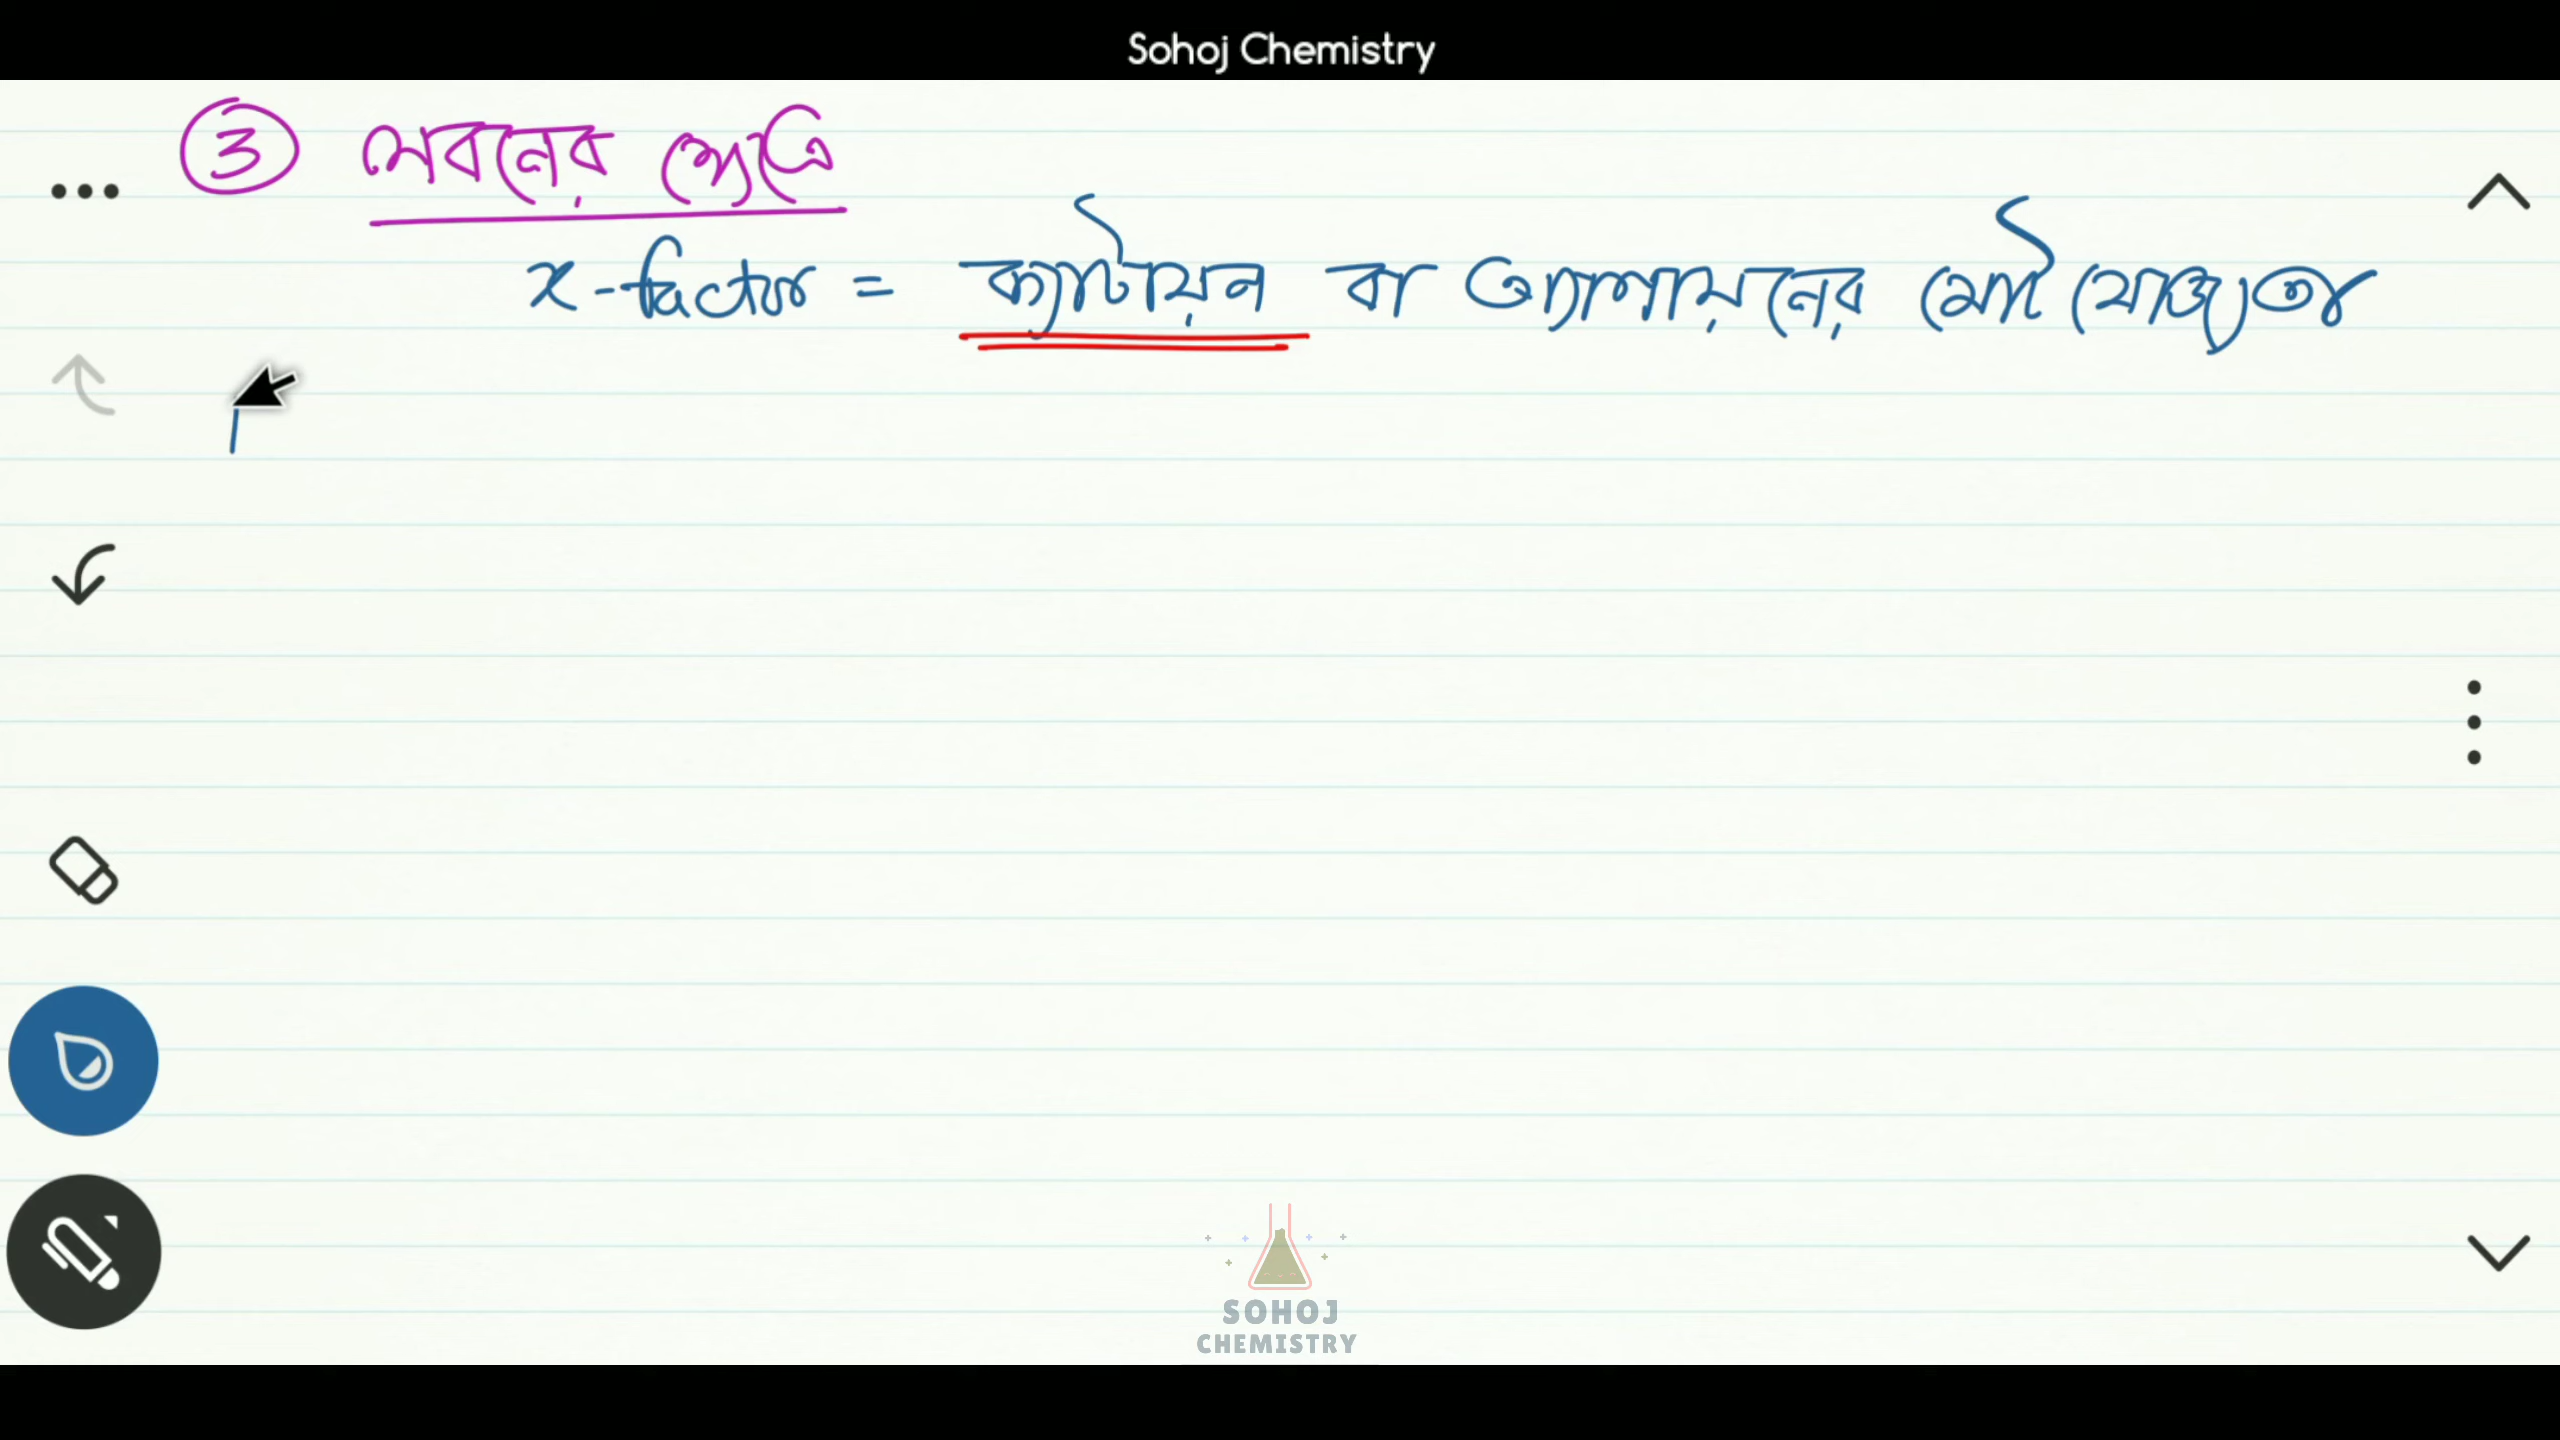 Sohoj Chemistry
③ লবনের ক্ষেত্রে
x-factor = ক্যাটায়ন বা অ্যানায়নের মোট যোজ্যতা
SOHOJ
CHEMISTRY